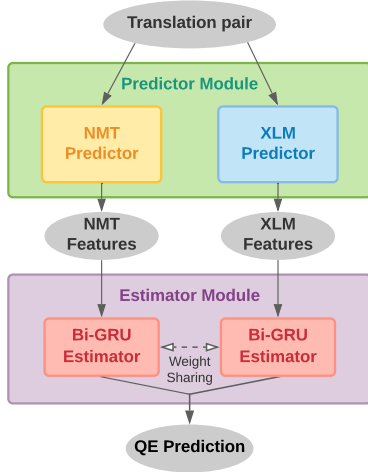 Translation pair
Predictor Module
NMT
Predictor
XLM
Predictor
NMT
Features
XLM
Features
Estimator Module
Bi-GRU
Estimator
Bi-GRU
Estimator
Weight
Sharing
QE Prediction